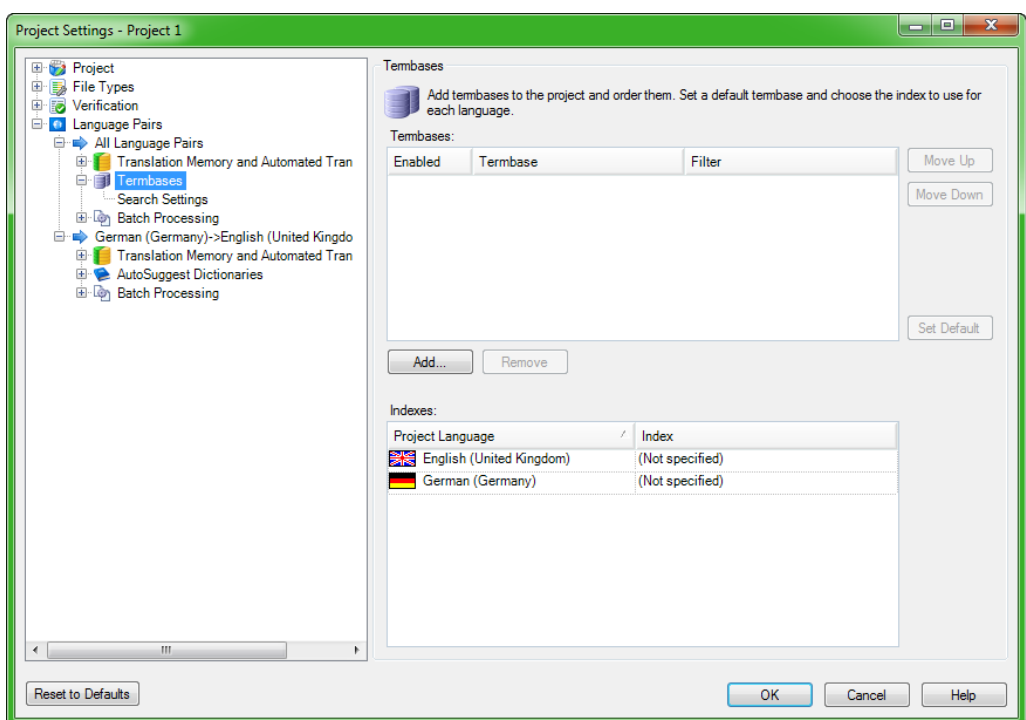 Project Settings - Project 1
Project
File Types
Verification
Language Pairs
All Language Pairs
Translation Memory and Automated Tran
Termbases
Search Settings
Batch Processing
German (Germany)->English (United Kingdo
Translation Memory and Automated Tran
AutoSuggest Dictionaries
Batch Processing
Reset to Defaults
Termbases
Add termbases to the project and order them. Set a default termbase and choose the index to use for
each language.
Termbases:
Enabled Termbase Filter
Move Up
Move Down
Set Default
Add... Remove
Indexes:
Project Language Index
English (United Kingdom) (Not specified)
German (Germany) (Not specified)
OK Cancel Help